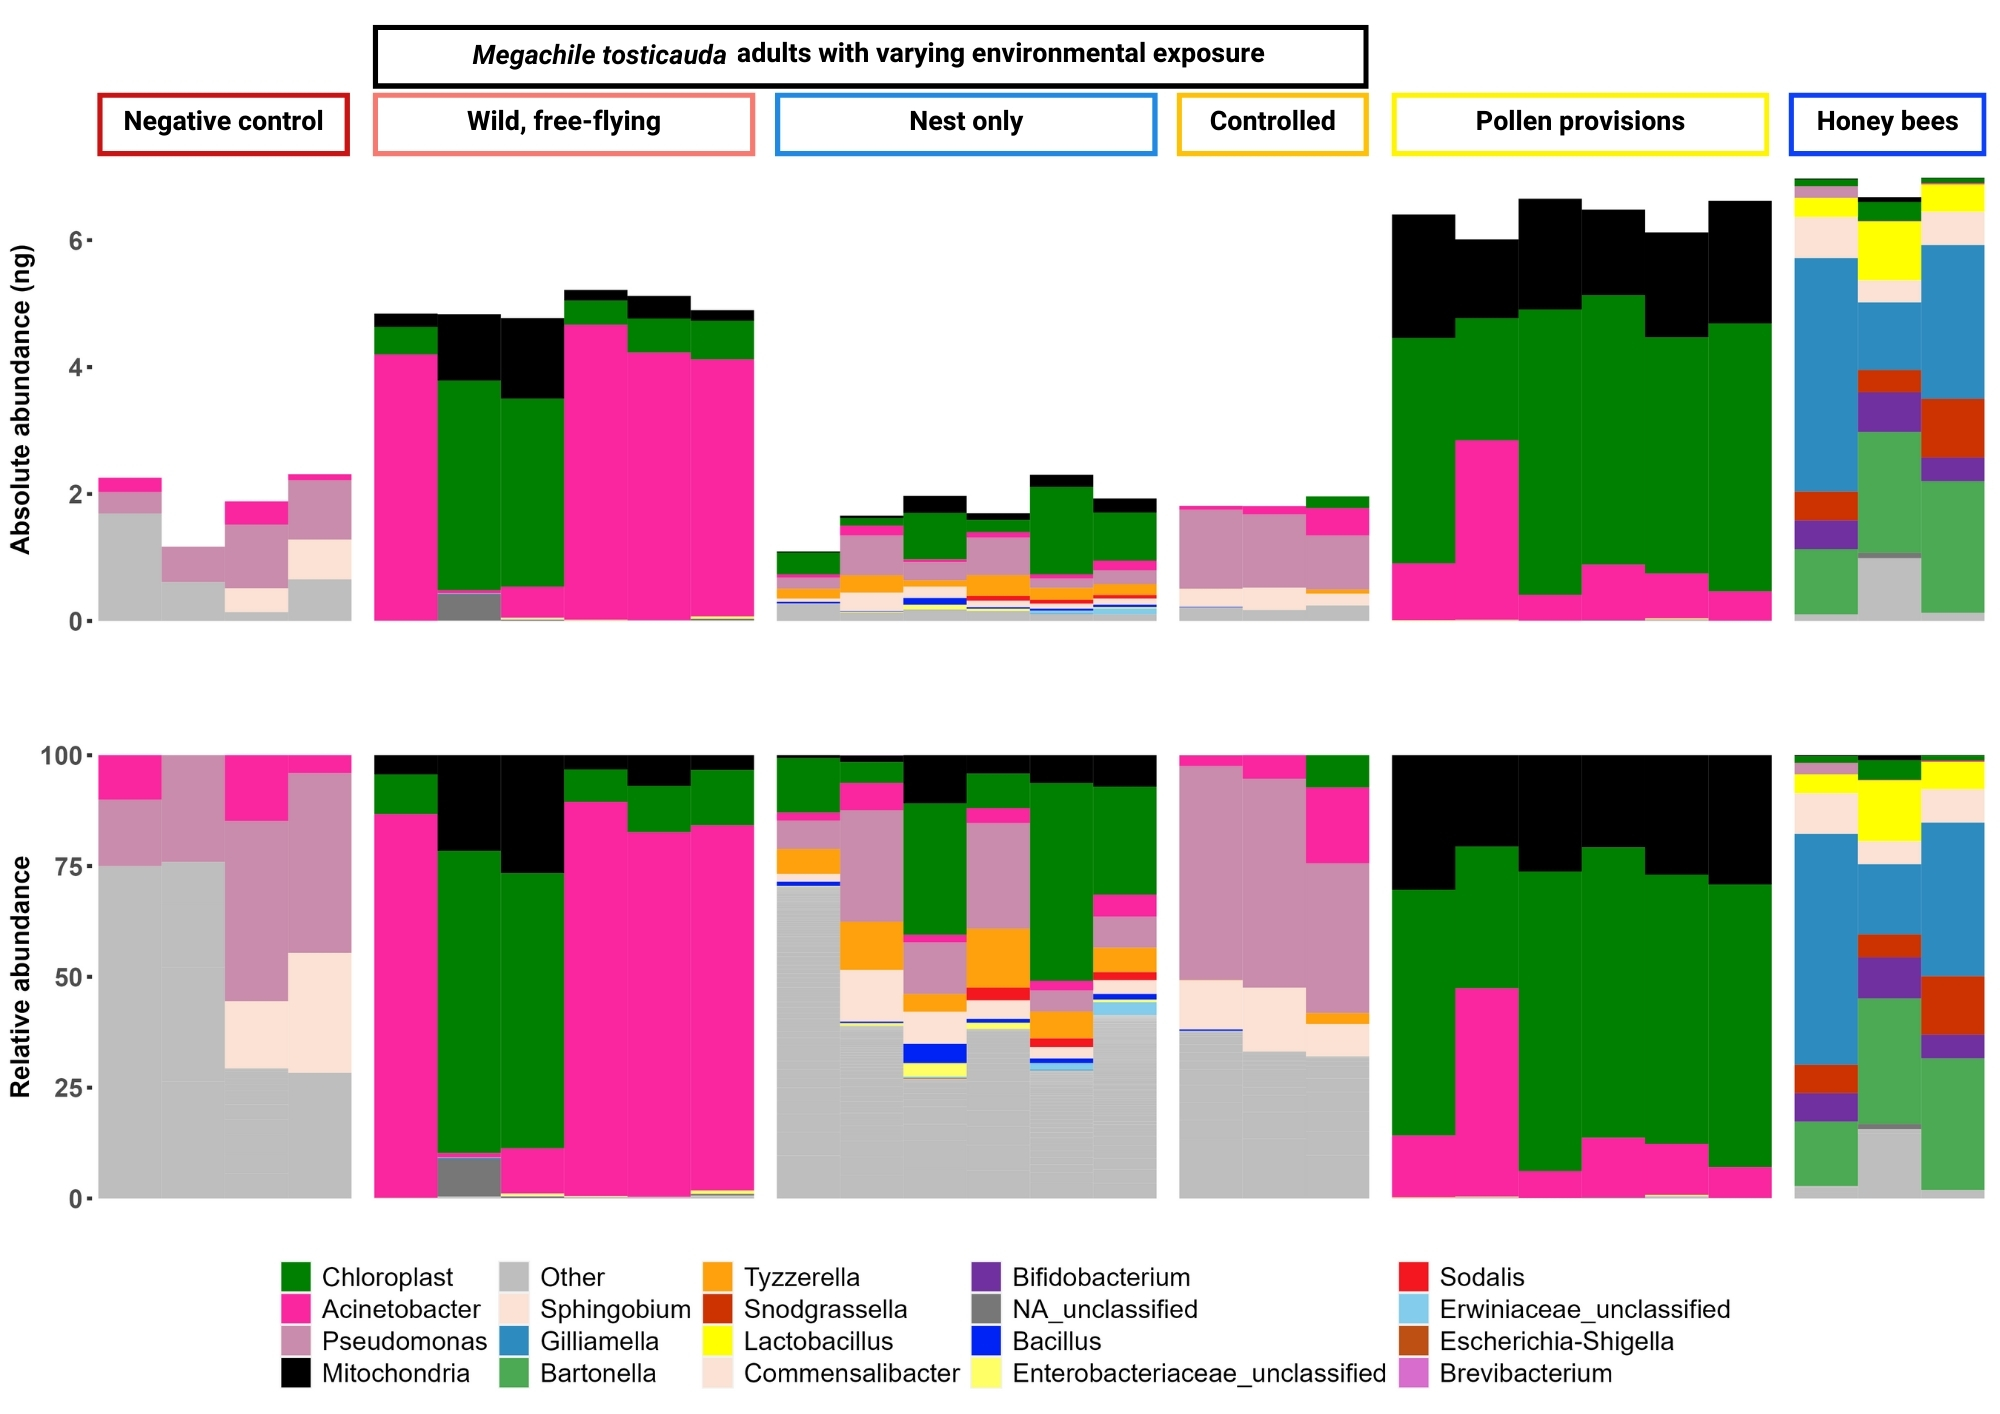 Megachile tosticauda adults with varying environmental exposure
Negative control
Wild, free-flying
Nest only
Controlled
Pollen provisions
Honey bees
Absolute abundance (ng)
6
4
2
0
Relative abundance
100
75
50
25
0
Chloroplast
Other
Tyzzerella
Bifidobacterium
Sodalis
Acinetobacter
Sphingobium
Snodgrassella
NA_unclassified
Erwiniaceae_unclassified
Pseudomonas
Gilliamella
Lactobacillus
Bacillus
Escherichia-Shigella
Mitochondria
Bartonella
Commensalibacter
Enterobacteriaceae_unclassified
Brevibacterium